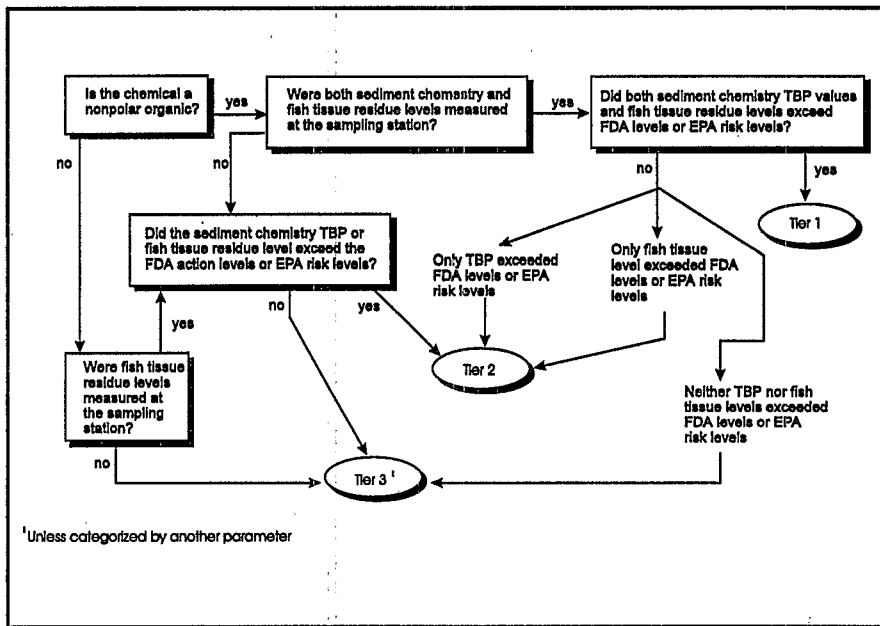 Is the chemical a
nonpolar organic?
yes
Were both sediment chemistry and
fish tissue residue levels measured
at the sampling station?
yes
Did both sediment chemistry TBP values
and fish tissue residue levels exceed
FDA levels or EPA risk levels?
no
no
no
yes
Tier 1
Did the sediment chemistry TBP or
fish tissue residue level exceed the
FDA action levels or EPA risk levels?
Only TBP exceeded
FDA levels or EPA
risk levels
Only fish tissue
level exceeded FDA
levels or EPA risk
levels
yes
no
yes
Were fish tissue
residue levels
measured at
the sampling
station?
Tier 2
Neither TBP nor fish
tissue levels exceeded
FDA levels or EPA
risk levels
no
Tier 3 1
1Unless categorized by another parameter